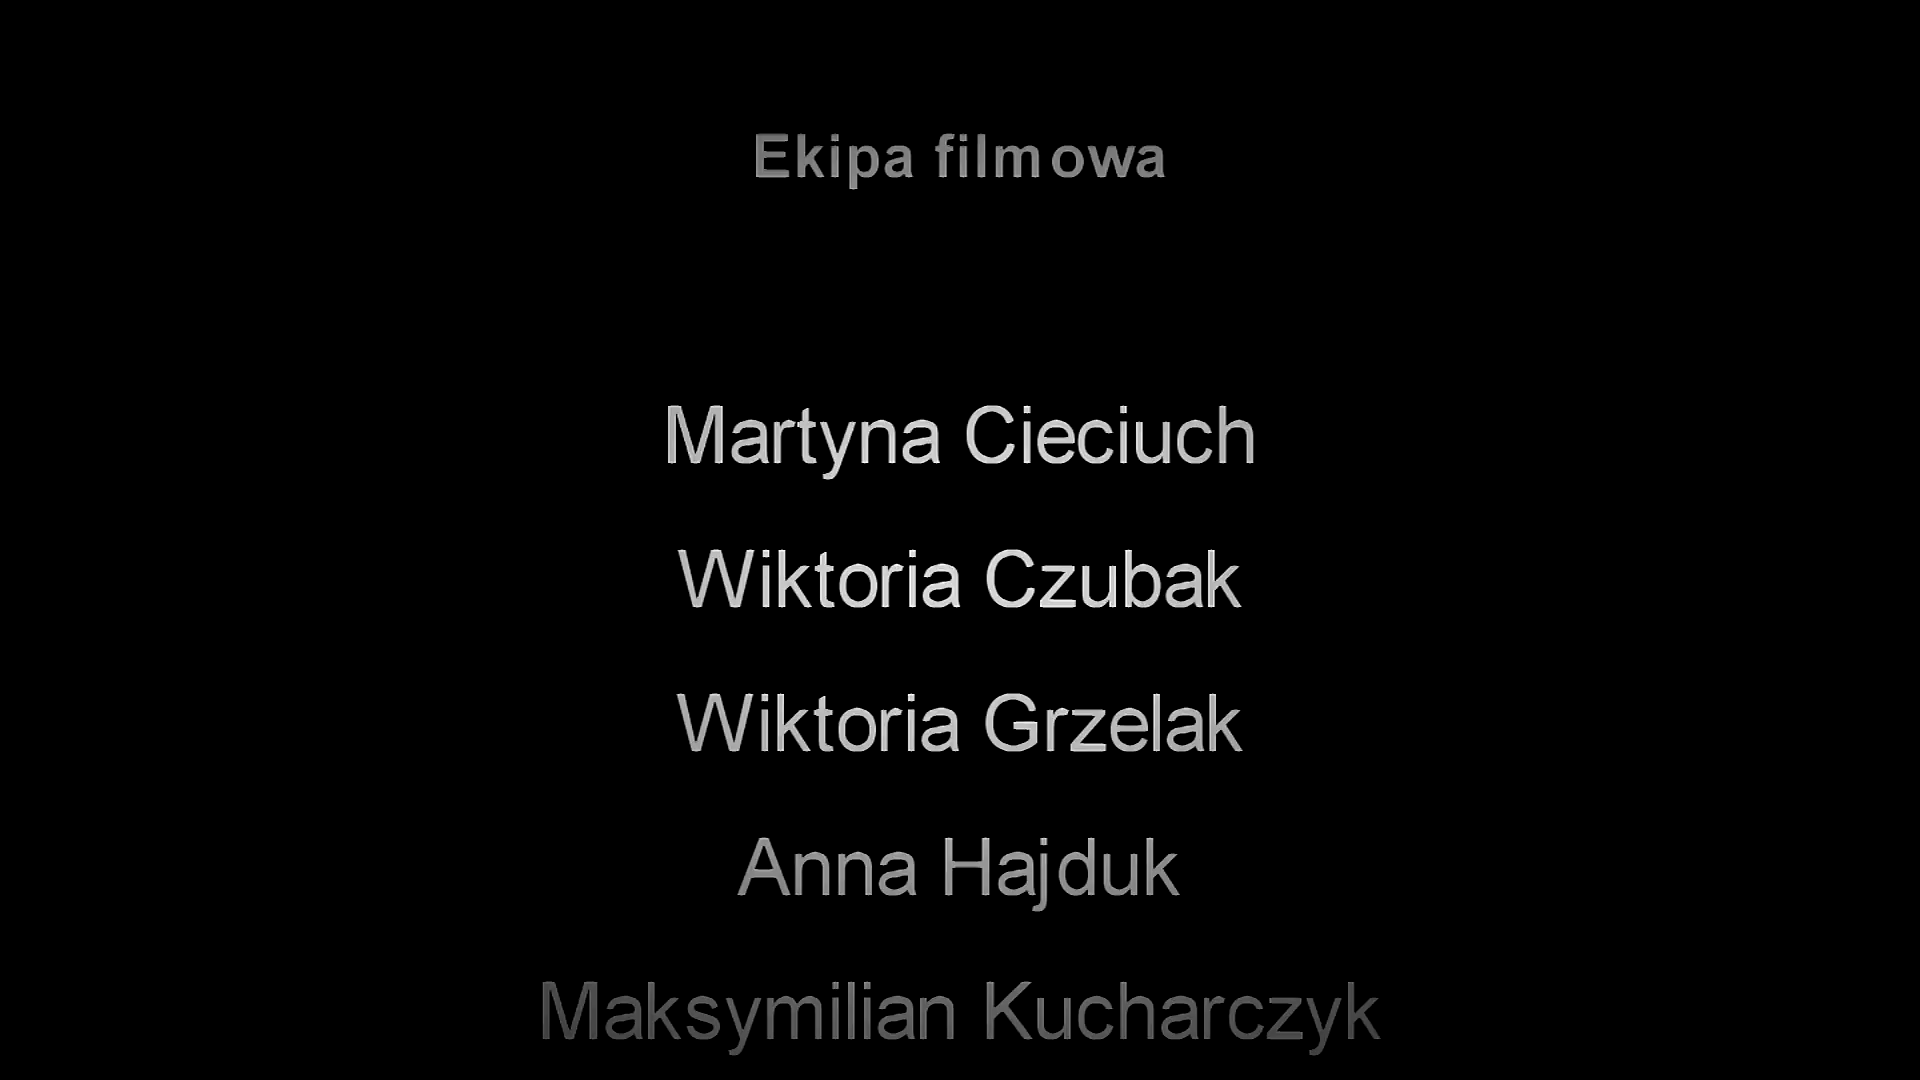 Ekipa filmowa
Martyna Cieciuch
Wiktoria Czubak
Wiktoria Grzelak
Anna Hajduk
Maksymilian Kucharczyk